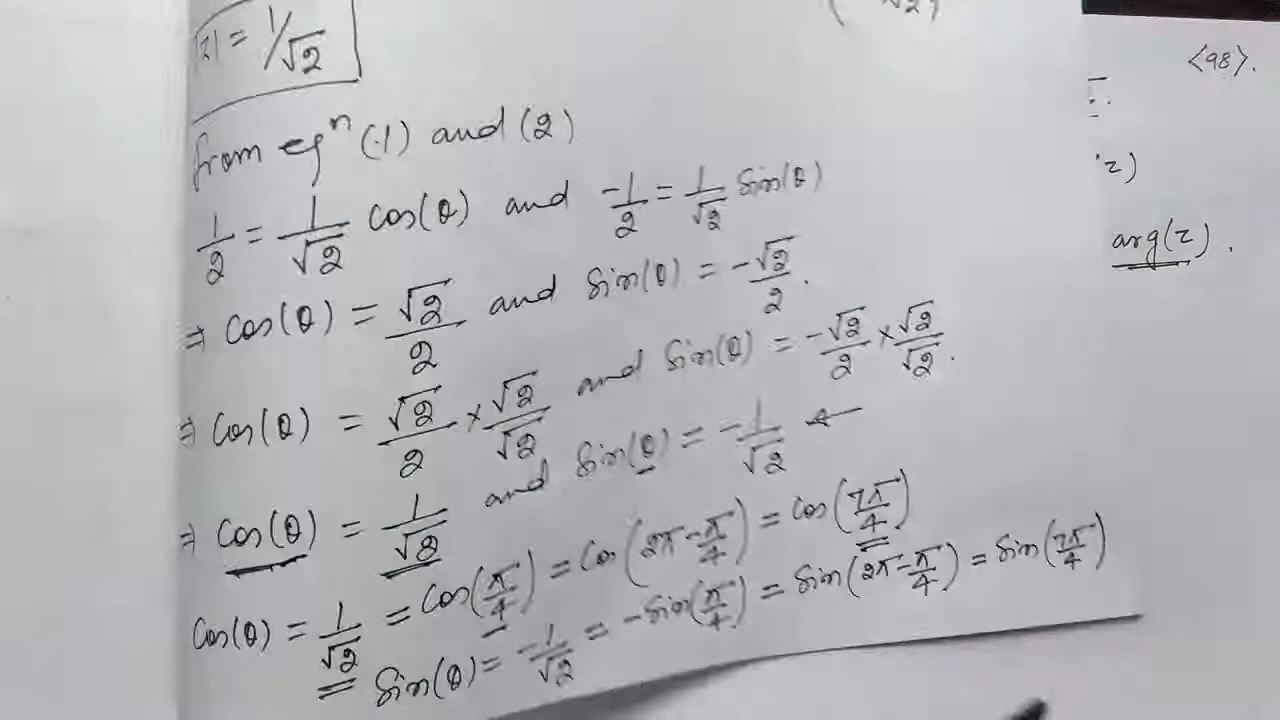 |z| = 1/√2
√2)
from eqⁿ (1) and (2)
1/2 = 1/√2 cos(θ) and -1/2 = 1/√2 sin(θ)
⇒ cos(θ) = √2/2 and sin(θ) = -√2/2.
⇒ cos(θ) = √2/2 × √2/√2 and sin(θ) = -√2/2 × √2/√2.
⇒ cos(θ) = 1/√2 and sin(θ) = -1/√2 ←
cos(θ) = 1/√2 = cos(π/4) = cos(2π-π/4) = cos(7π/4)
sin(θ) = -1/√2 = -sin(π/4) = sin(2π-π/4) = sin(7π/4)
<98>.
z)
arg(z).